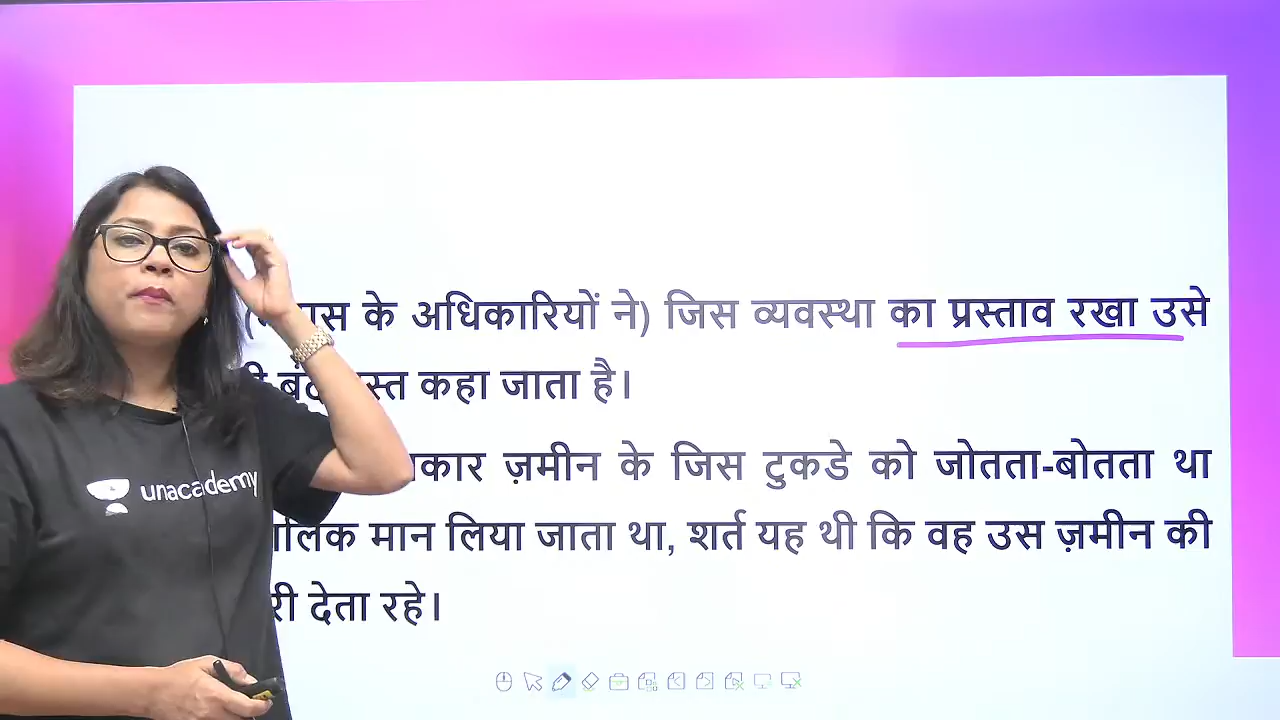 के अधिकारियों ने) जिस व्यवस्था का प्रस्ताव रखा उसे
कहा जाता है।
ज़मीन के जिस टुकडे को जोतता-बोतता था
मान लिया जाता था, शर्त यह थी कि वह उस ज़मीन की
देता रहे।
unacademy